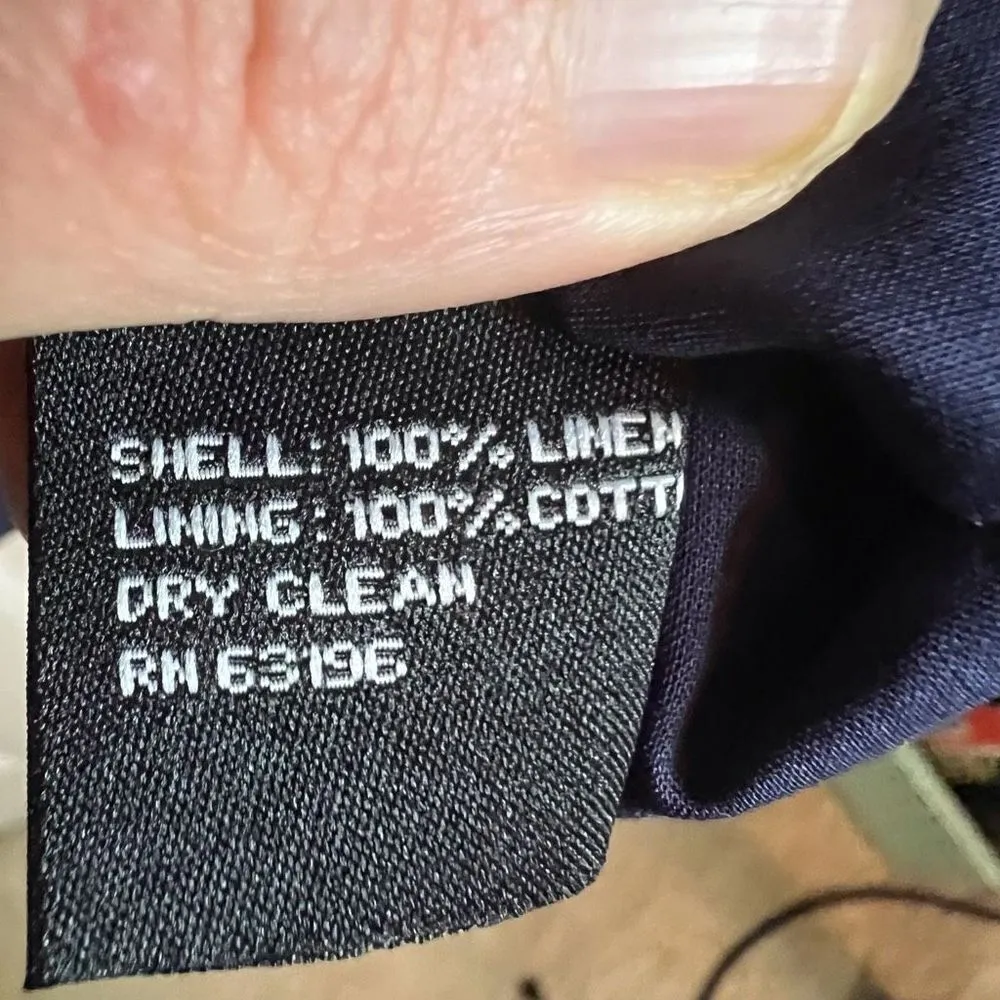 SHELL: 100% LINEN
LINING: 100% COTT
DRY CLEAN
RN 63196